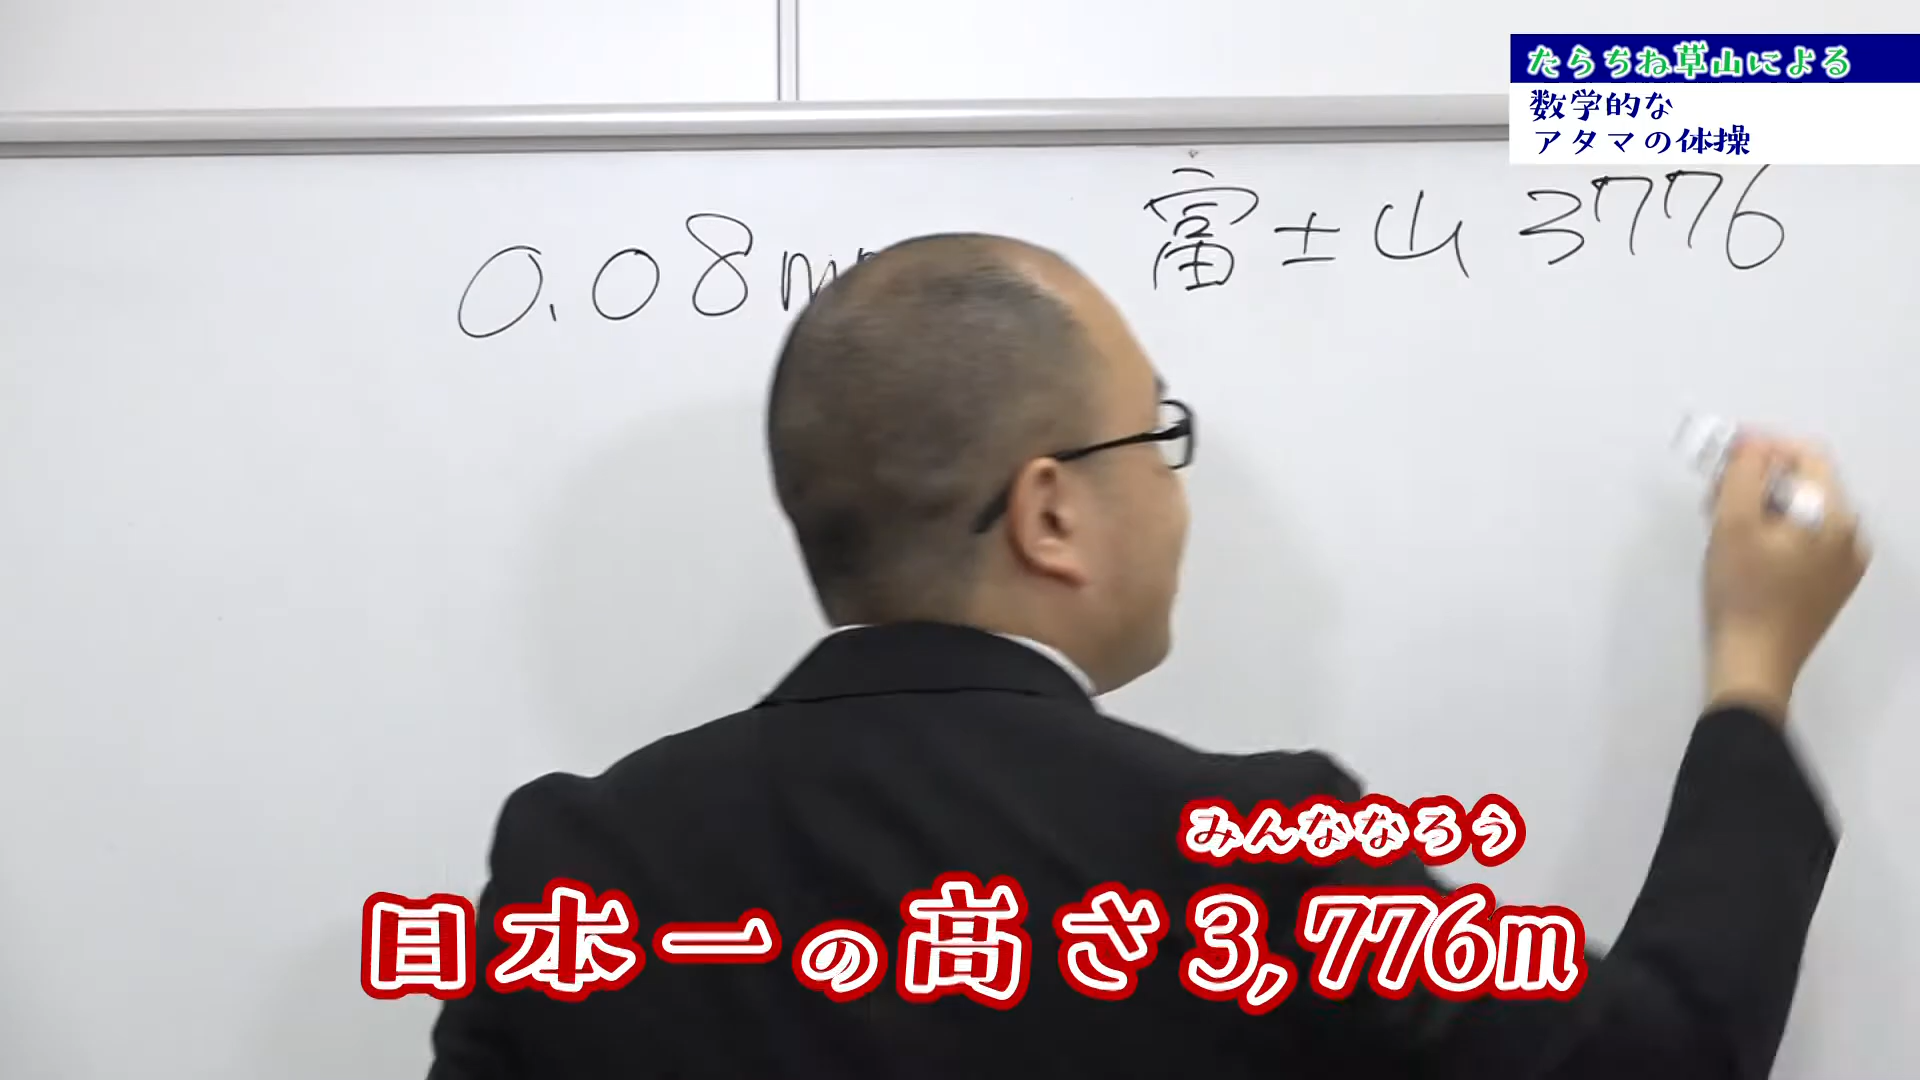 たらちね草山による
数学的な
アタマの体操
0.08m
富士山 3776
みんななろう
日本一の高さ3,776m